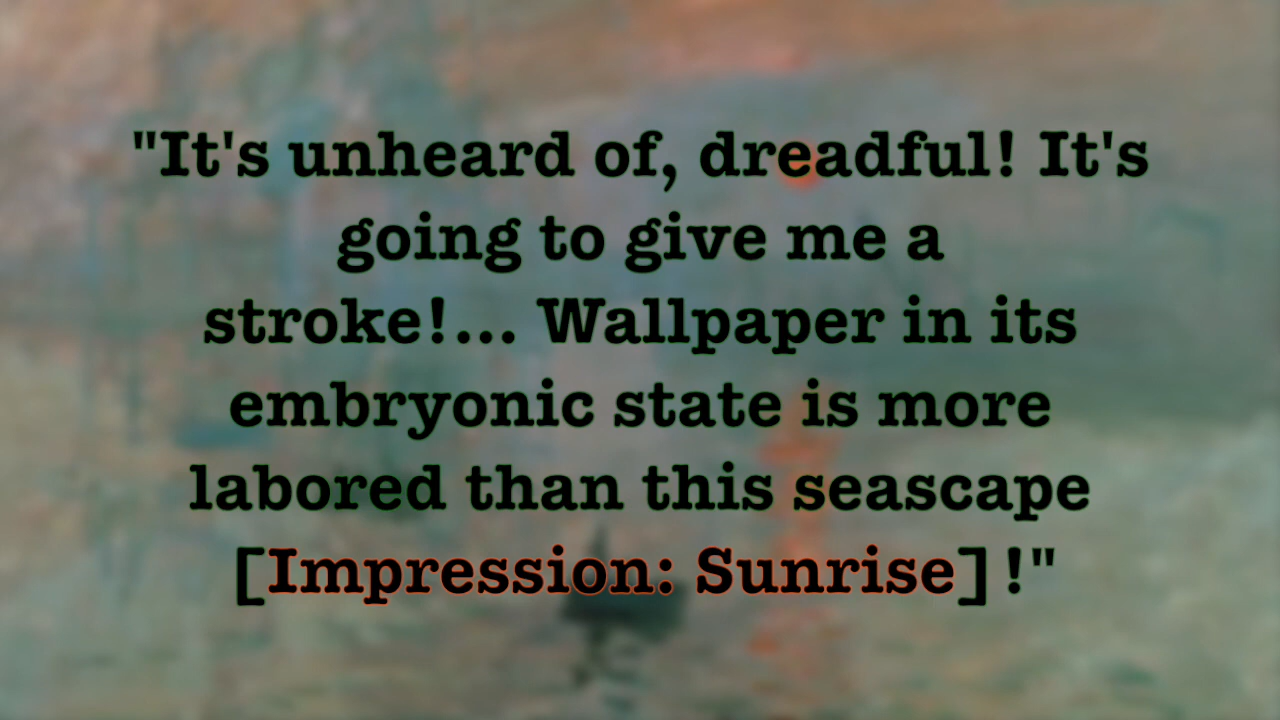 "It's unheard of, dreadful! It's
going to give me a
stroke!... Wallpaper in its
embryonic state is more
labored than this seascape
[Impression: Sunrise] !"